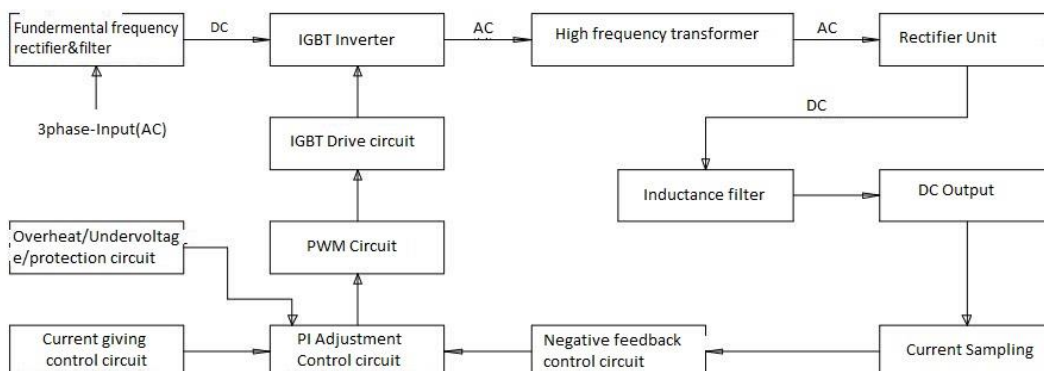 Fundermental frequency
rectifier&filter
DC
IGBT Inverter
AC
High frequency transformer
AC
Rectifier Unit
3phase-Input(AC)
DC
IGBT Drive circuit
Inductance filter
DC Output
Overheat/Undervoltag
e/protection circuit
PWM Circuit
Current giving
control circuit
PI Adjustment
Control circuit
Negative feedback
control circuit
Current Sampling